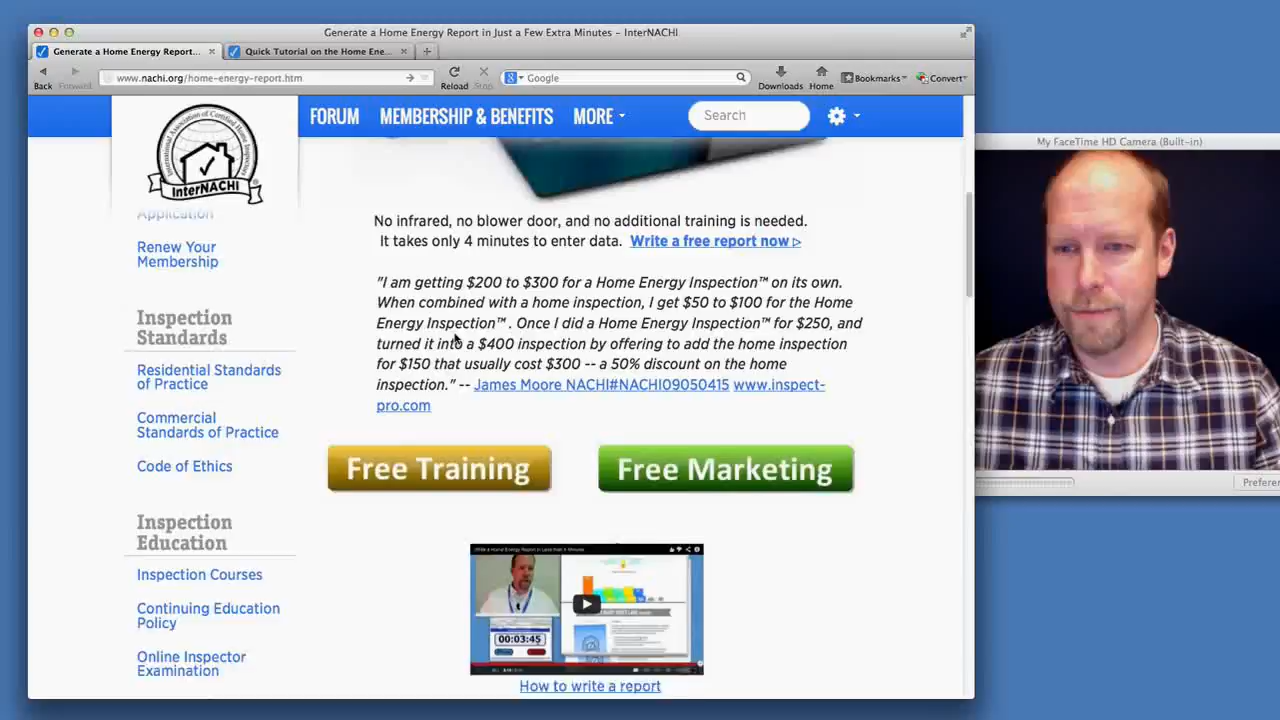 Generate a Home Energy Report in Just a Few Extra Minutes – InterNACHI
Generate a Home Energy Report...
Quick Tutorial on the Home Ene...
www.nachi.org/home-energy-report.htm
Google
Back
Forward
Reload
Stop
Downloads
Home
Bookmarks
Convert
FORUM
MEMBERSHIP & BENEFITS
MORE
Search
International Association of Certified Home Inspectors
InterNACHI
®
My FaceTime HD Camera (Built-in)
Application
Renew Your
Membership
Inspection
Standards
Residential Standards
of Practice
Commercial
Standards of Practice
Code of Ethics
Inspection
Education
Inspection Courses
Continuing Education
Policy
Online Inspector
Examination
No infrared, no blower door, and no additional training is needed.
It takes only 4 minutes to enter data. Write a free report now ▷
"I am getting $200 to $300 for a Home Energy Inspection™ on its own.
When combined with a home inspection, I get $50 to $100 for the Home
Energy Inspection™ . Once I did a Home Energy Inspection™ for $250, and
turned it into a $400 inspection by offering to add the home inspection
for $150 that usually cost $300 -- a 50% discount on the home
inspection." -- James Moore NACHI#NACHI09050415 www.inspect-
pro.com
Free Training
Free Marketing
00:03:45
How to write a report
Preferen